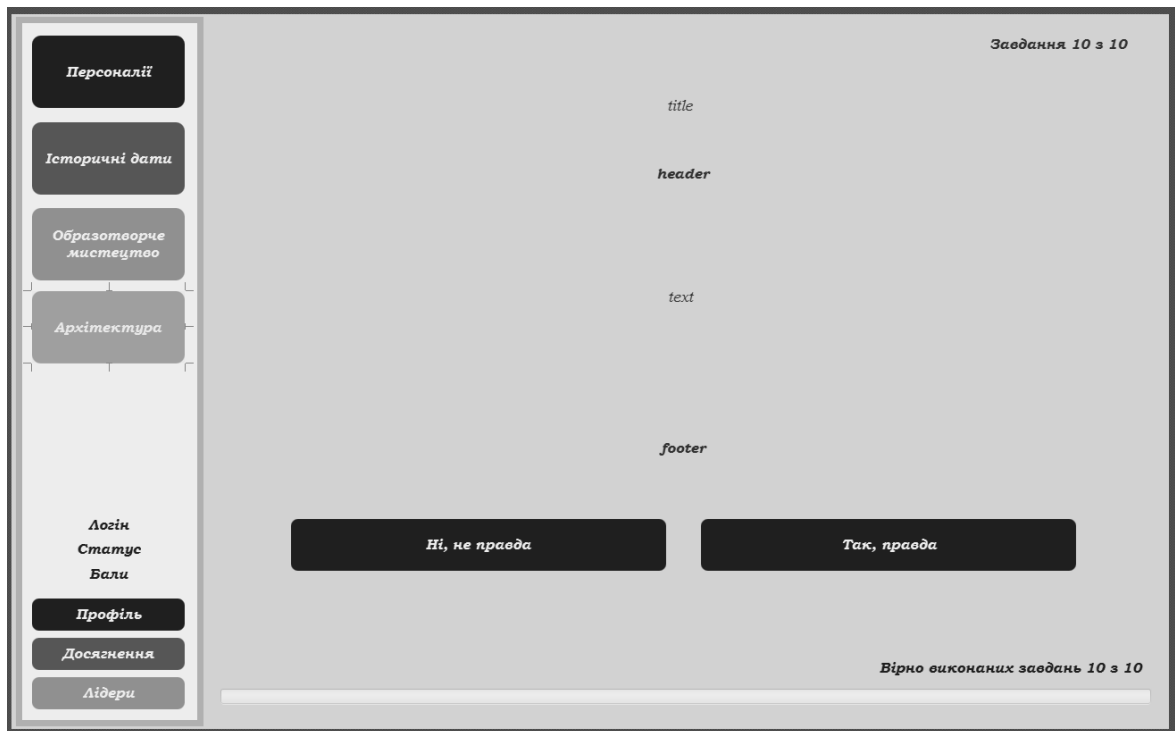 Персоналії
Історичні дати
Образотворче
мистецтво
Архітектура
Логін
Статус
Бали
Профіль
Досягнення
Лідери
Завдання 10 з 10
title
header
text
footer
Ні, не правда
Так, правда
Вірно виконаних завдань 10 з 10